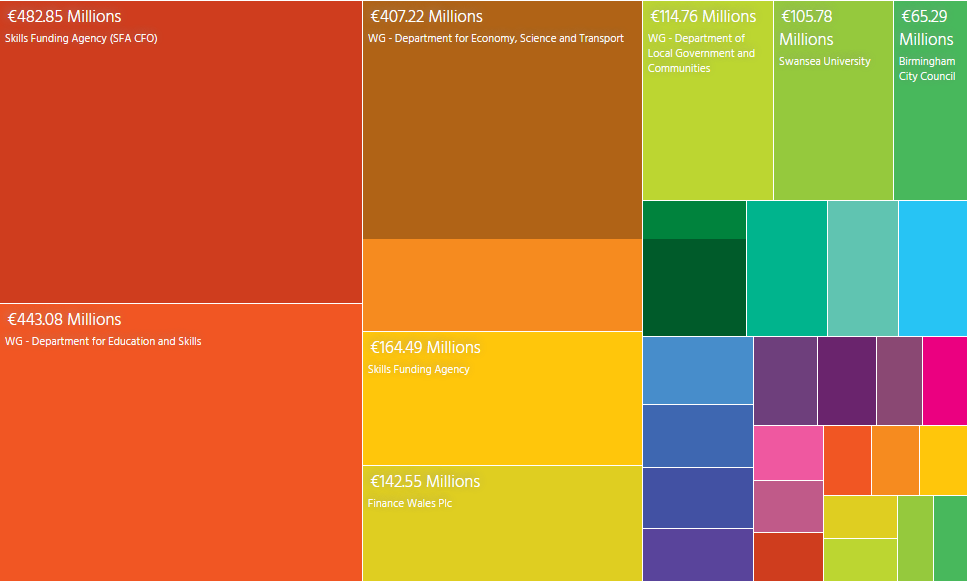 €482.85 Millions
Skills Funding Agency (SFA CFO)
€443.08 Millions
WG - Department for Education and Skills
€407.22 Millions
WG - Department for Economy, Science and Transport
€164.49 Millions
Skills Funding Agency
€142.55 Millions
Finance Wales Plc
€114.76 Millions
WG - Department of
Local Government and
Communities
€105.78
Millions
Swansea University
€65.29
Millions
Birmingham
City Council